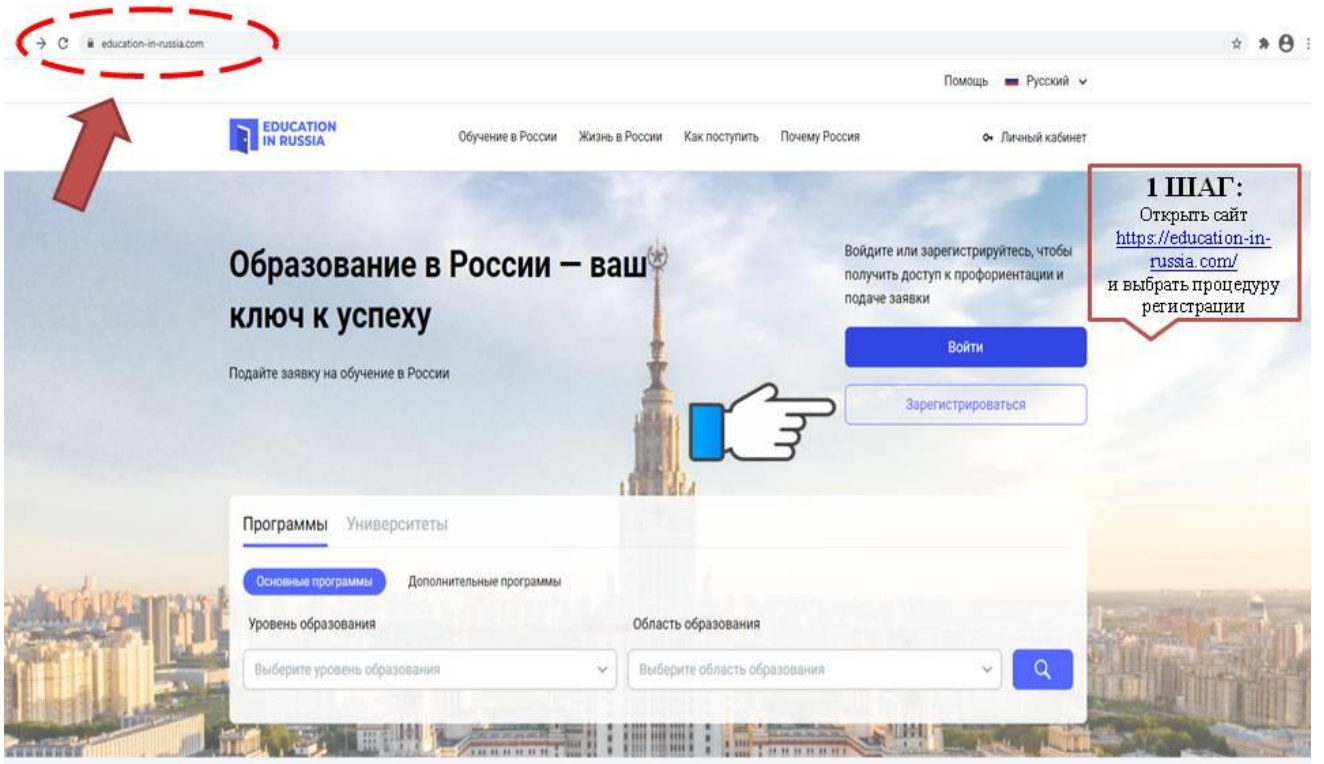 education-in-russia.com
Помощь Русский
EDUCATION
IN RUSSIA
Обучение в России Жизнь в России Как поступить Почему Россия Личный кабинет
1 ШАГ:
Открыть сайт
https://education-in-
russia.com/
и выбрать процедуру
регистрации
Образование в России — ваш
ключ к успеху
Подайте заявку на обучение в России
Войдите или зарегистрируйтесь, чтобы
получить доступ к профориентации и
подаче заявки
Войти
Зарегистрироваться
Программы Университеты
Основные программы Дополнительные программы
Уровень образования Область образования
Выберите уровень образования Выберите область образования